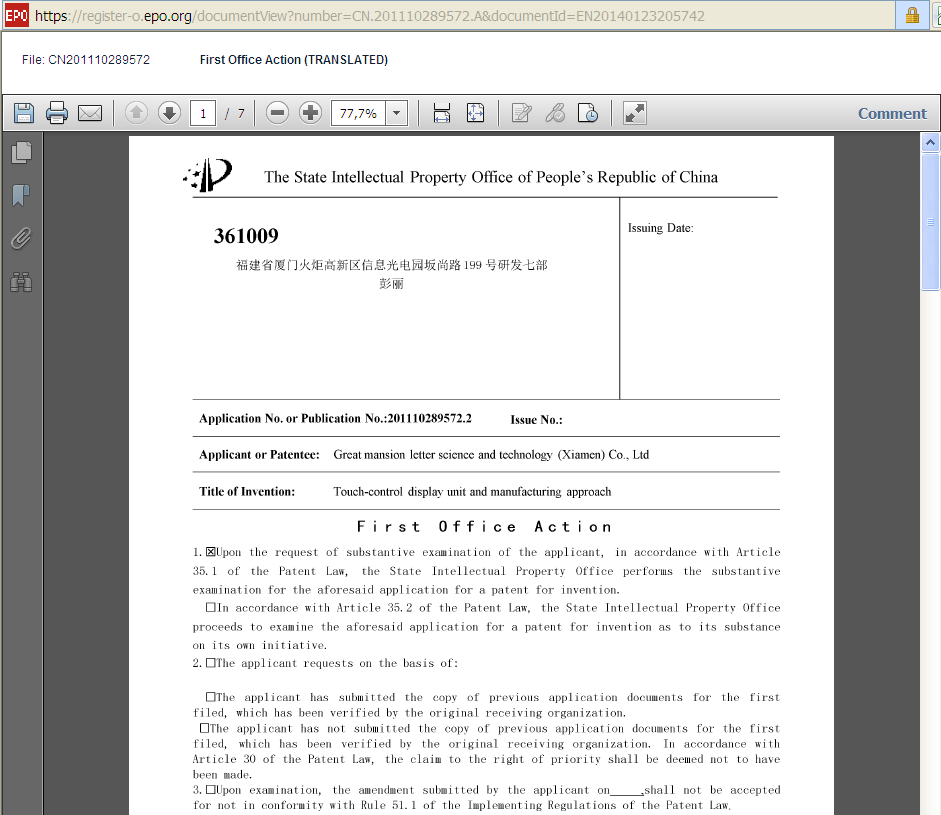 EPO https://register-o.epo.org/documentView?number=CN.201110289572.A&documentId=EN20140123205742
File: CN201110289572 First Office Action (TRANSLATED)
1 / 7 77,7% Comment
The State Intellectual Property Office of People's Republic of China
361009
Issuing Date:
福建省厦门火炬高新区信息光电园坂尚路 199 号研发七部
彭丽
Application No. or Publication No.:201110289572.2 Issue No.:
Applicant or Patentee: Great mansion letter science and technology (Xiamen) Co., Ltd
Title of Invention: Touch-control display unit and manufacturing approach
First Office Action
1.☒Upon the request of substantive examination of the applicant, in accordance with Article
35.1 of the Patent Law, the State Intellectual Property Office performs the substantive
examination for the aforesaid application for a patent for invention.
☐In accordance with Article 35.2 of the Patent Law, the State Intellectual Property Office
proceeds to examine the aforesaid application for a patent for invention as to its substance
on its own initiative.
2.☐The applicant requests on the basis of:
☐The applicant has submitted the copy of previous application documents for the first
filed, which has been verified by the original receiving organization.
☐The applicant has not submitted the copy of previous application documents for the first
filed, which has been verified by the original receiving organization. In accordance with
Article 30 of the Patent Law, the claim to the right of priority shall be deemed not to have
been made.
3.☐Upon examination, the amendment submitted by the applicant on_____,shall not be accepted
for not in conformity with Rule 51.1 of the Implementing Regulations of the Patent Law.